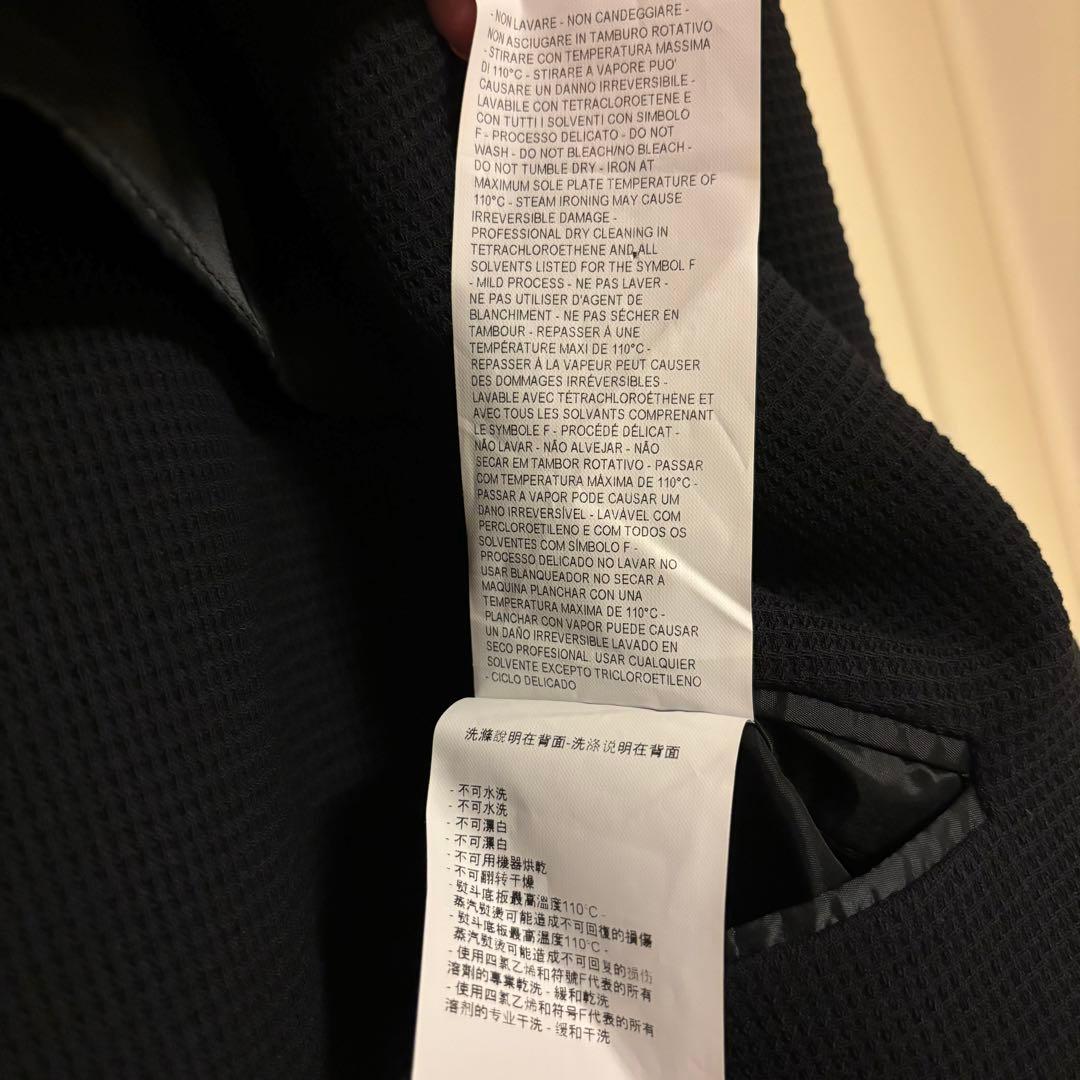 - NON LAVARE - NON CANDEGGIARE -
NON ASCIUGARE IN TAMBURO ROTATIVO
- STIRARE CON TEMPERATURA MASSIMA
DI 110°C - STIRARE A VAPORE PUO'
CAUSARE UN DANNO IRREVERSIBILE -
LAVABILE CON TETRACLOROETENE E
CON TUTTI I SOLVENTI CON SIMBOLO
F - PROCESSO DELICATO - DO NOT
WASH - DO NOT BLEACH/NO BLEACH -
DO NOT TUMBLE DRY - IRON AT
MAXIMUM SOLE PLATE TEMPERATURE OF
110°C - STEAM IRONING MAY CAUSE
IRREVERSIBLE DAMAGE -
PROFESSIONAL DRY CLEANING IN
TETRACHLOROETHENE AND ALL
SOLVENTS LISTED FOR THE SYMBOL F
- MILD PROCESS - NE PAS LAVER -
NE PAS UTILISER D'AGENT DE
BLANCHIMENT - NE PAS SÉCHER EN
TAMBOUR - REPASSER À UNE
TEMPÉRATURE MAXI DE 110°C -
REPASSER À LA VAPEUR PEUT CAUSER
DES DOMMAGES IRRÉVERSIBLES -
LAVABLE AVEC TÉTRACHLOROÉTHÈNE ET
AVEC TOUS LES SOLVANTS COMPRENANT
LE SYMBOLE F - PROCÉDÉ DÉLICAT -
NÃO LAVAR - NÃO ALVEJAR - NÃO
SECAR EM TAMBOR ROTATIVO - PASSAR
COM TEMPERATURA MÁXIMA DE 110°C -
PASSAR A VAPOR PODE CAUSAR UM
DANO IRREVERSÍVEL - LAVÁVEL COM
PERCLOROETILENO E COM TODOS OS
SOLVENTES COM SÍMBOLO F -
PROCESSO DELICADO NO LAVAR NO
USAR BLANQUEADOR NO SECAR A
MAQUINA PLANCHAR CON UNA
TEMPERATURA MAXIMA DE 110°C -
PLANCHAR CON VAPOR PUEDE CAUSAR
UN DAÑO IRREVERSIBLE LAVADO EN
SECO PROFESIONAL. USAR CUALQUIER
SOLVENTE EXCEPTO TRICLOROETILENO
- CICLO DELICADO
洗滌說明在背面-洗涤说明在背面
- 不可水洗
- 不可水洗
- 不可漂白
- 不可漂白
- 不可用機器烘乾
- 不可翻转干燥
- 熨斗底板最高溫度110°C -
蒸汽熨燙可能造成不可回復的損傷
- 熨斗底板最高温度110°C -
蒸汽熨烫可能造成不可回复的损伤
- 使用四氯乙烯和符號F代表的所有
溶劑的專業乾洗 - 緩和乾洗
- 使用四氯乙烯和符号F代表的所有
溶剂的专业干洗 - 缓和干洗